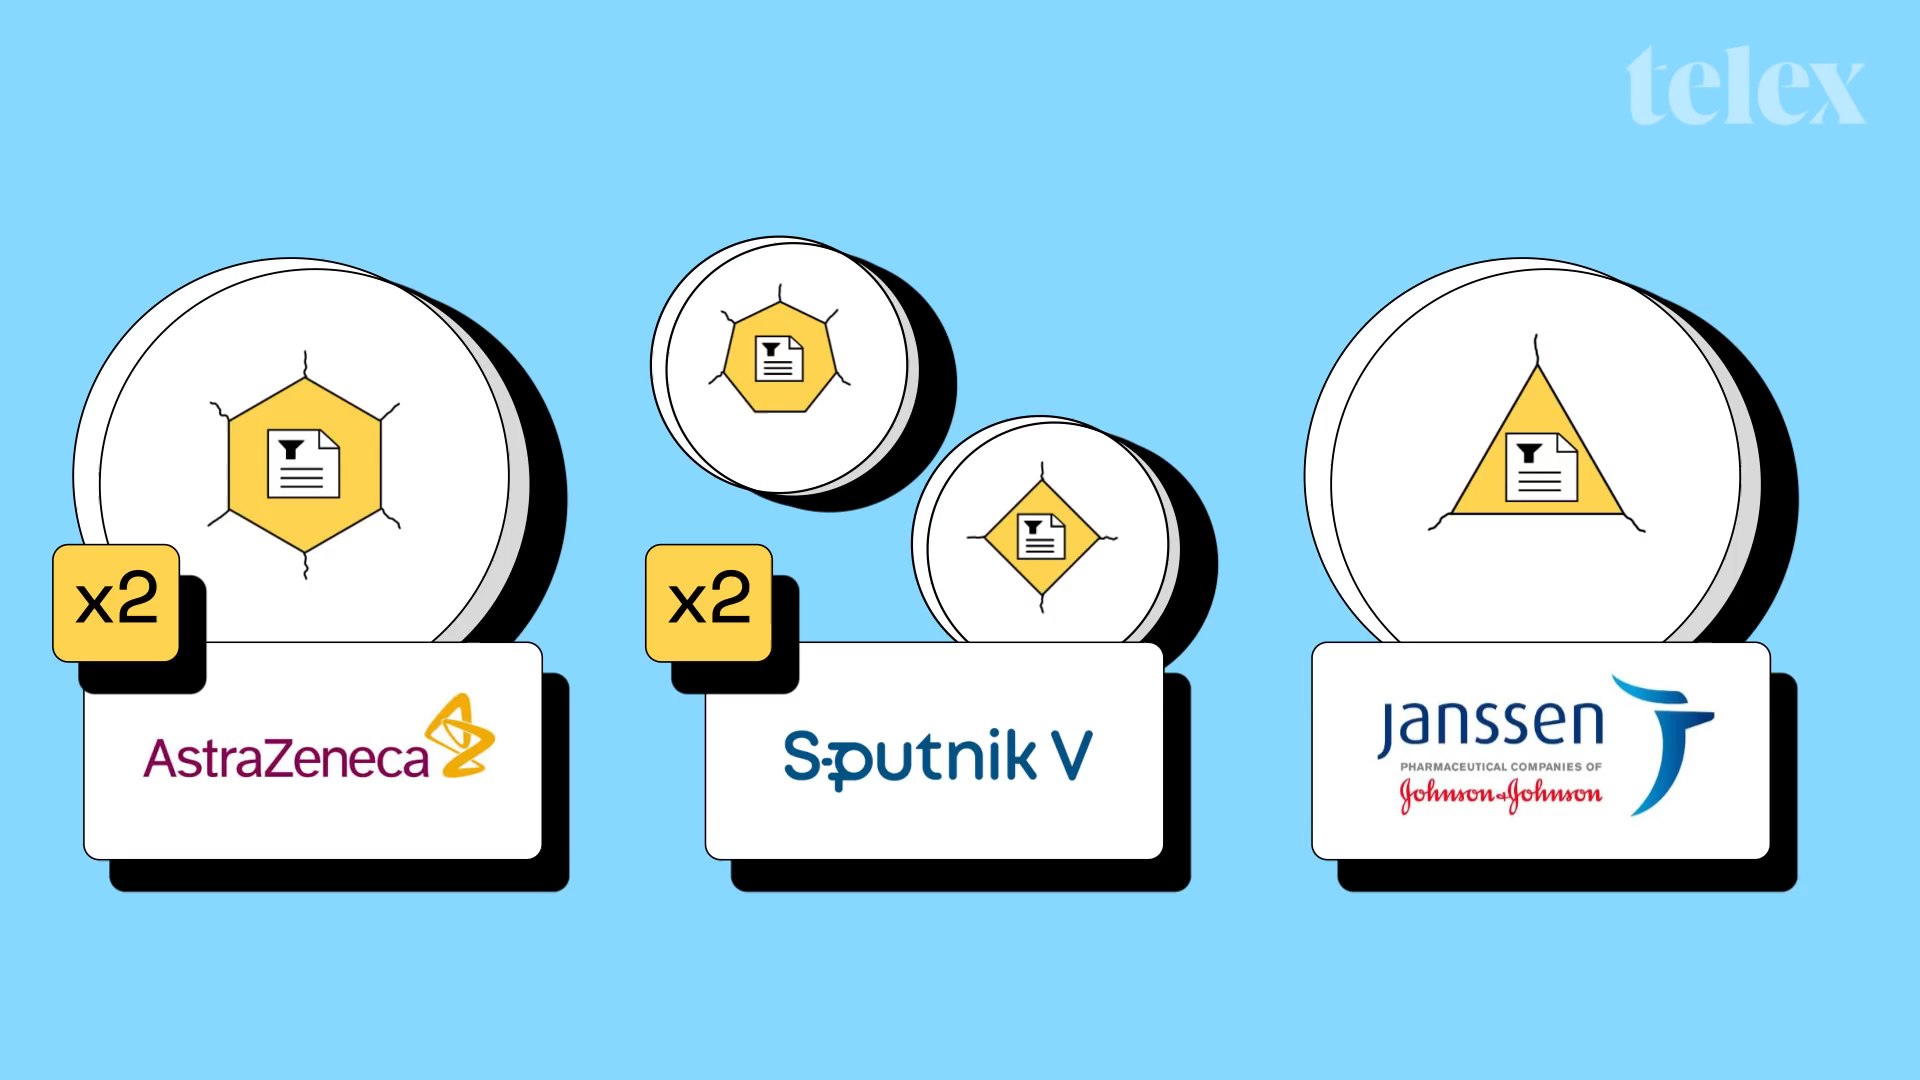 telex
x2
AstraZeneca
x2
Sputnik V
janssen
PHARMACEUTICAL COMPANIES OF
Johnson & Johnson